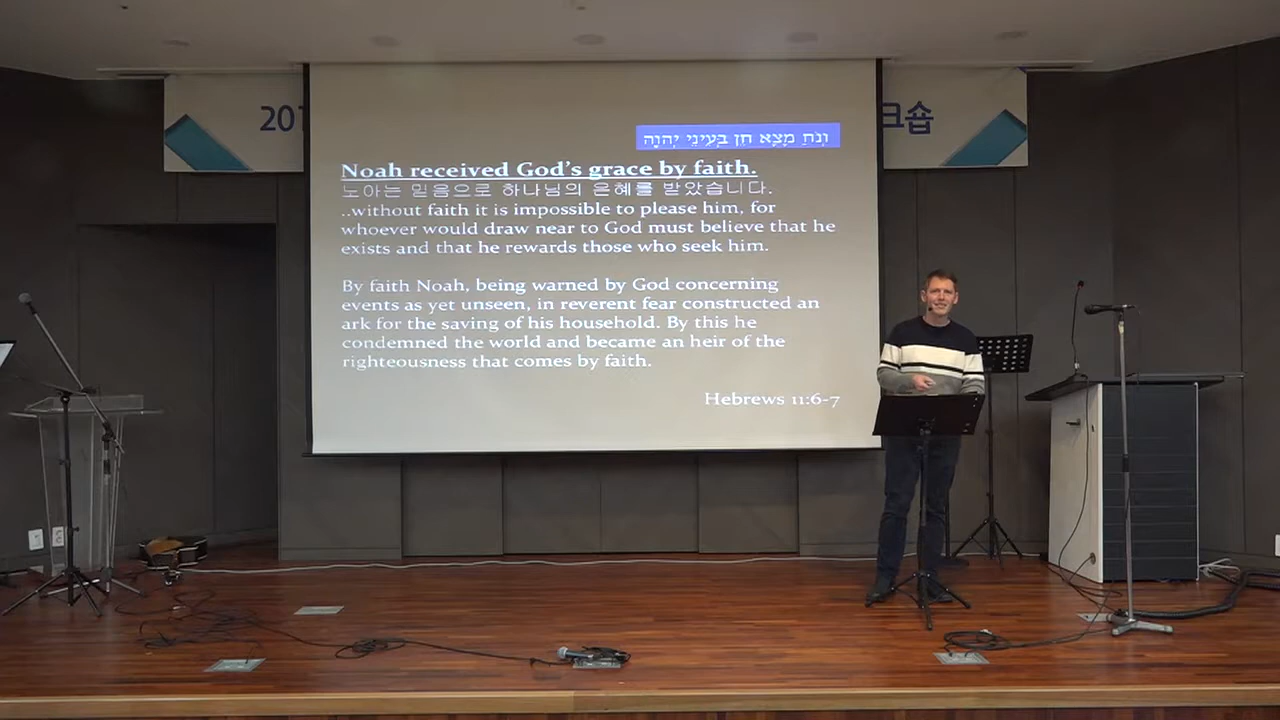 201
크숍
וְנֹחַ מָצָא חֵן בְּעֵינֵי יְהוָה
Noah received God's grace by faith.
노아는 믿음으로 하나님의 은혜를 받았습니다.
..without faith it is impossible to please him, for
whoever would draw near to God must believe that he
exists and that he rewards those who seek him.
By faith Noah, being warned by God concerning
events as yet unseen, in reverent fear constructed an
ark for the saving of his household. By this he
condemned the world and became an heir of the
righteousness that comes by faith.
Hebrews 11:6-7